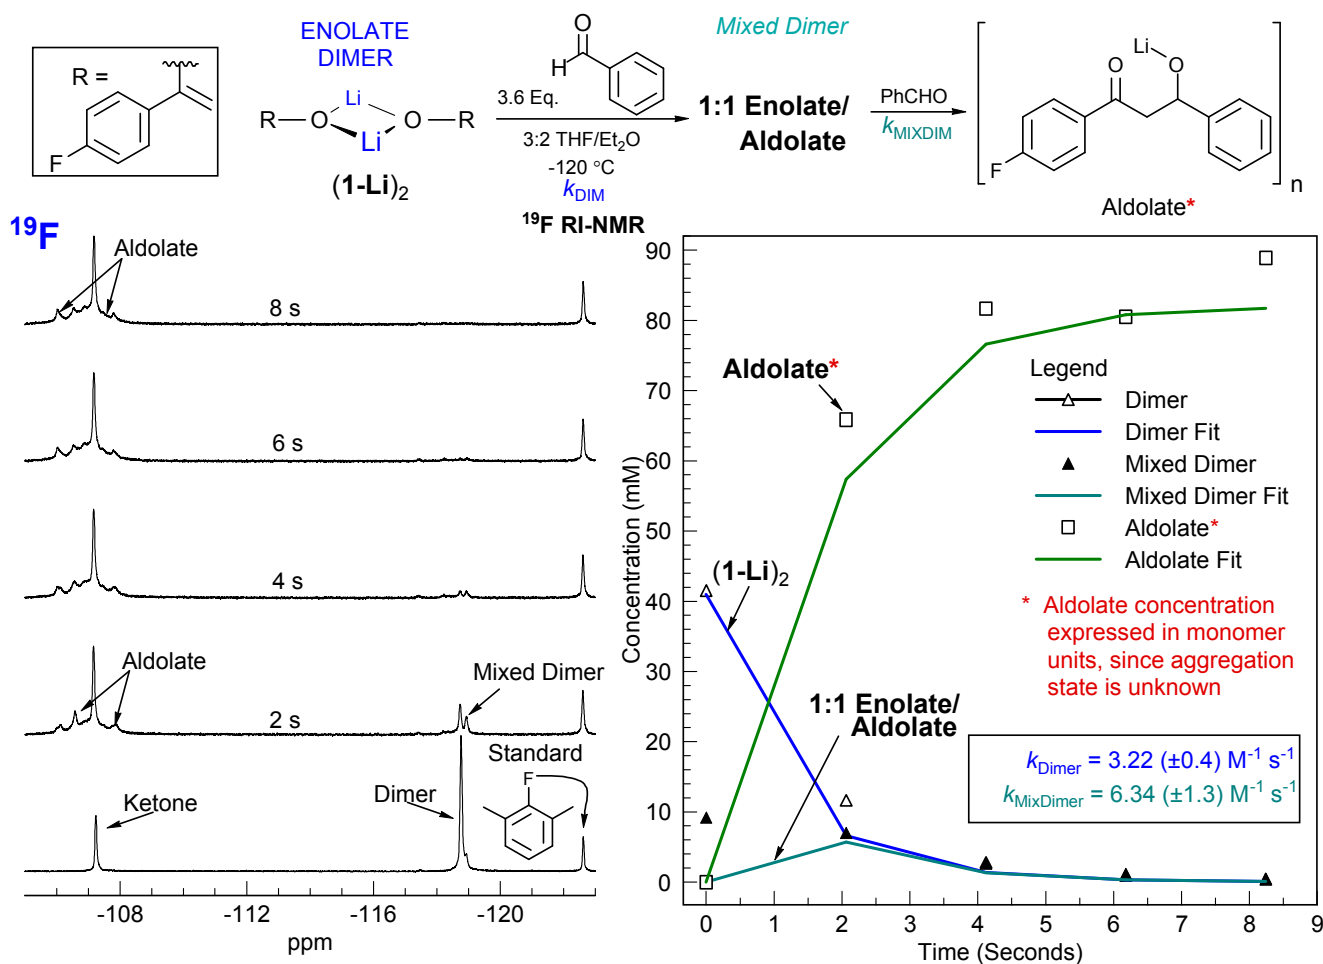 R =
F
ENOLATE
DIMER
Li
R
O
O
R
Li
(1-Li)2
O
H
3.6 Eq.
3:2 THF/Et2O
-120 °C
kDIM
19F RI-NMR
Mixed Dimer
1:1 Enolate/
Aldolate
PhCHO
kMIXDIM
Li
O
O
F
n
Aldolate*
19F
Aldolate
8 s
6 s
4 s
Aldolate
2 s
Mixed Dimer
Standard
F
Dimer
Ketone
-108
-112
-116
-120
ppm
90
80
70
60
50
40
30
20
10
0
Concentration (mM)
Aldolate*
(1-Li)2
1:1 Enolate/
Aldolate
Legend
Dimer
Dimer Fit
Mixed Dimer
Mixed Dimer Fit
Aldolate*
Aldolate Fit
* Aldolate concentration
expressed in monomer
units, since aggregation
state is unknown
kDimer = 3.22 (±0.4) M-1 s-1
kMixDimer = 6.34 (±1.3) M-1 s-1
0 1 2 3 4 5 6 7 8 9
Time (Seconds)